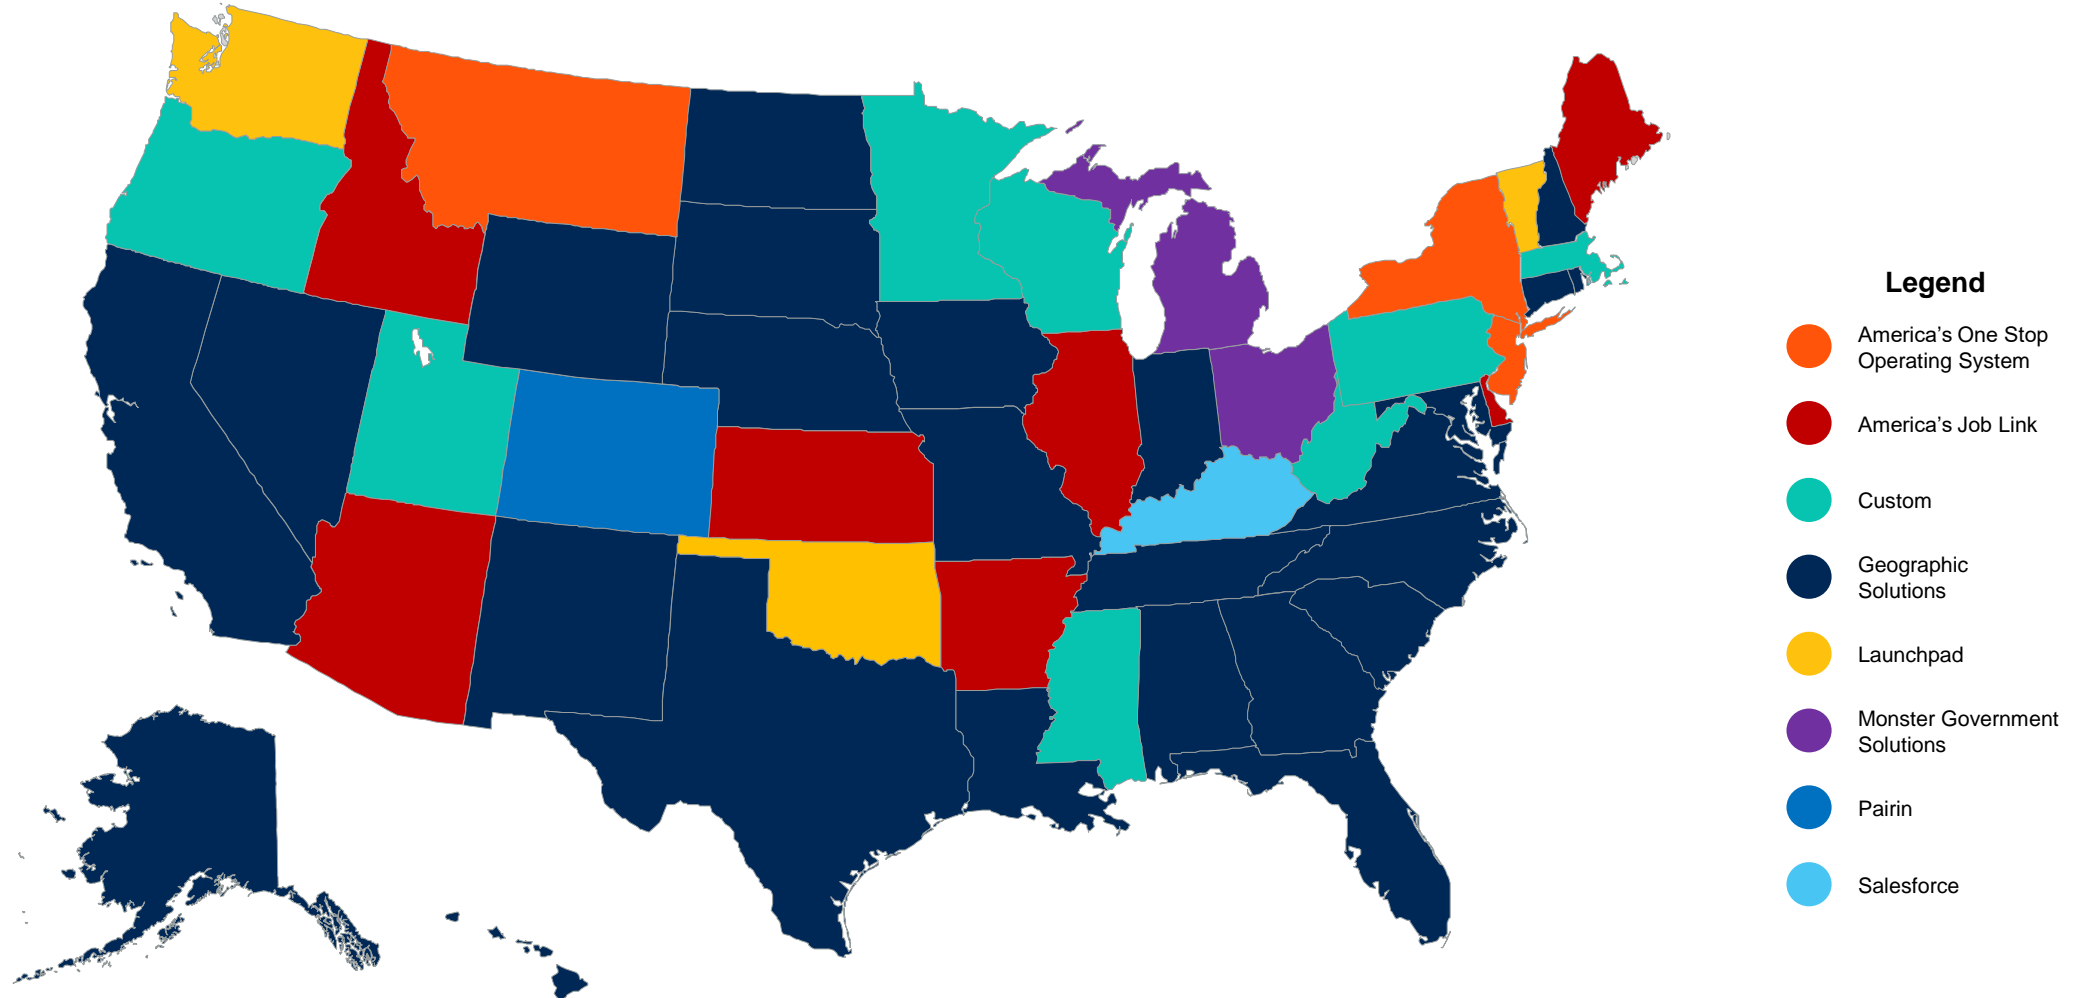 Legend
America’s One Stop
Operating System
America’s Job Link
Custom
Geographic
Solutions
Launchpad
Monster Government
Solutions
Pairin
Salesforce